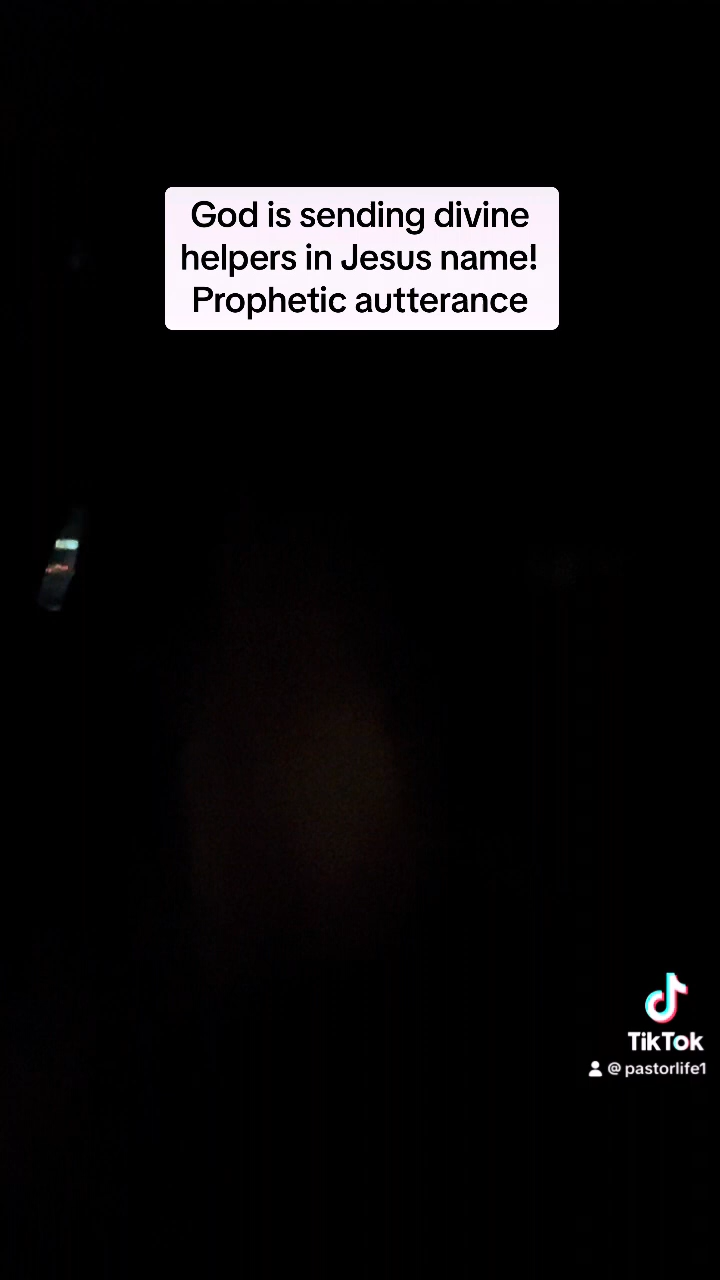 God is sending divine
helpers in Jesus name!
Prophetic autterance
TikTok
@pastorlife1